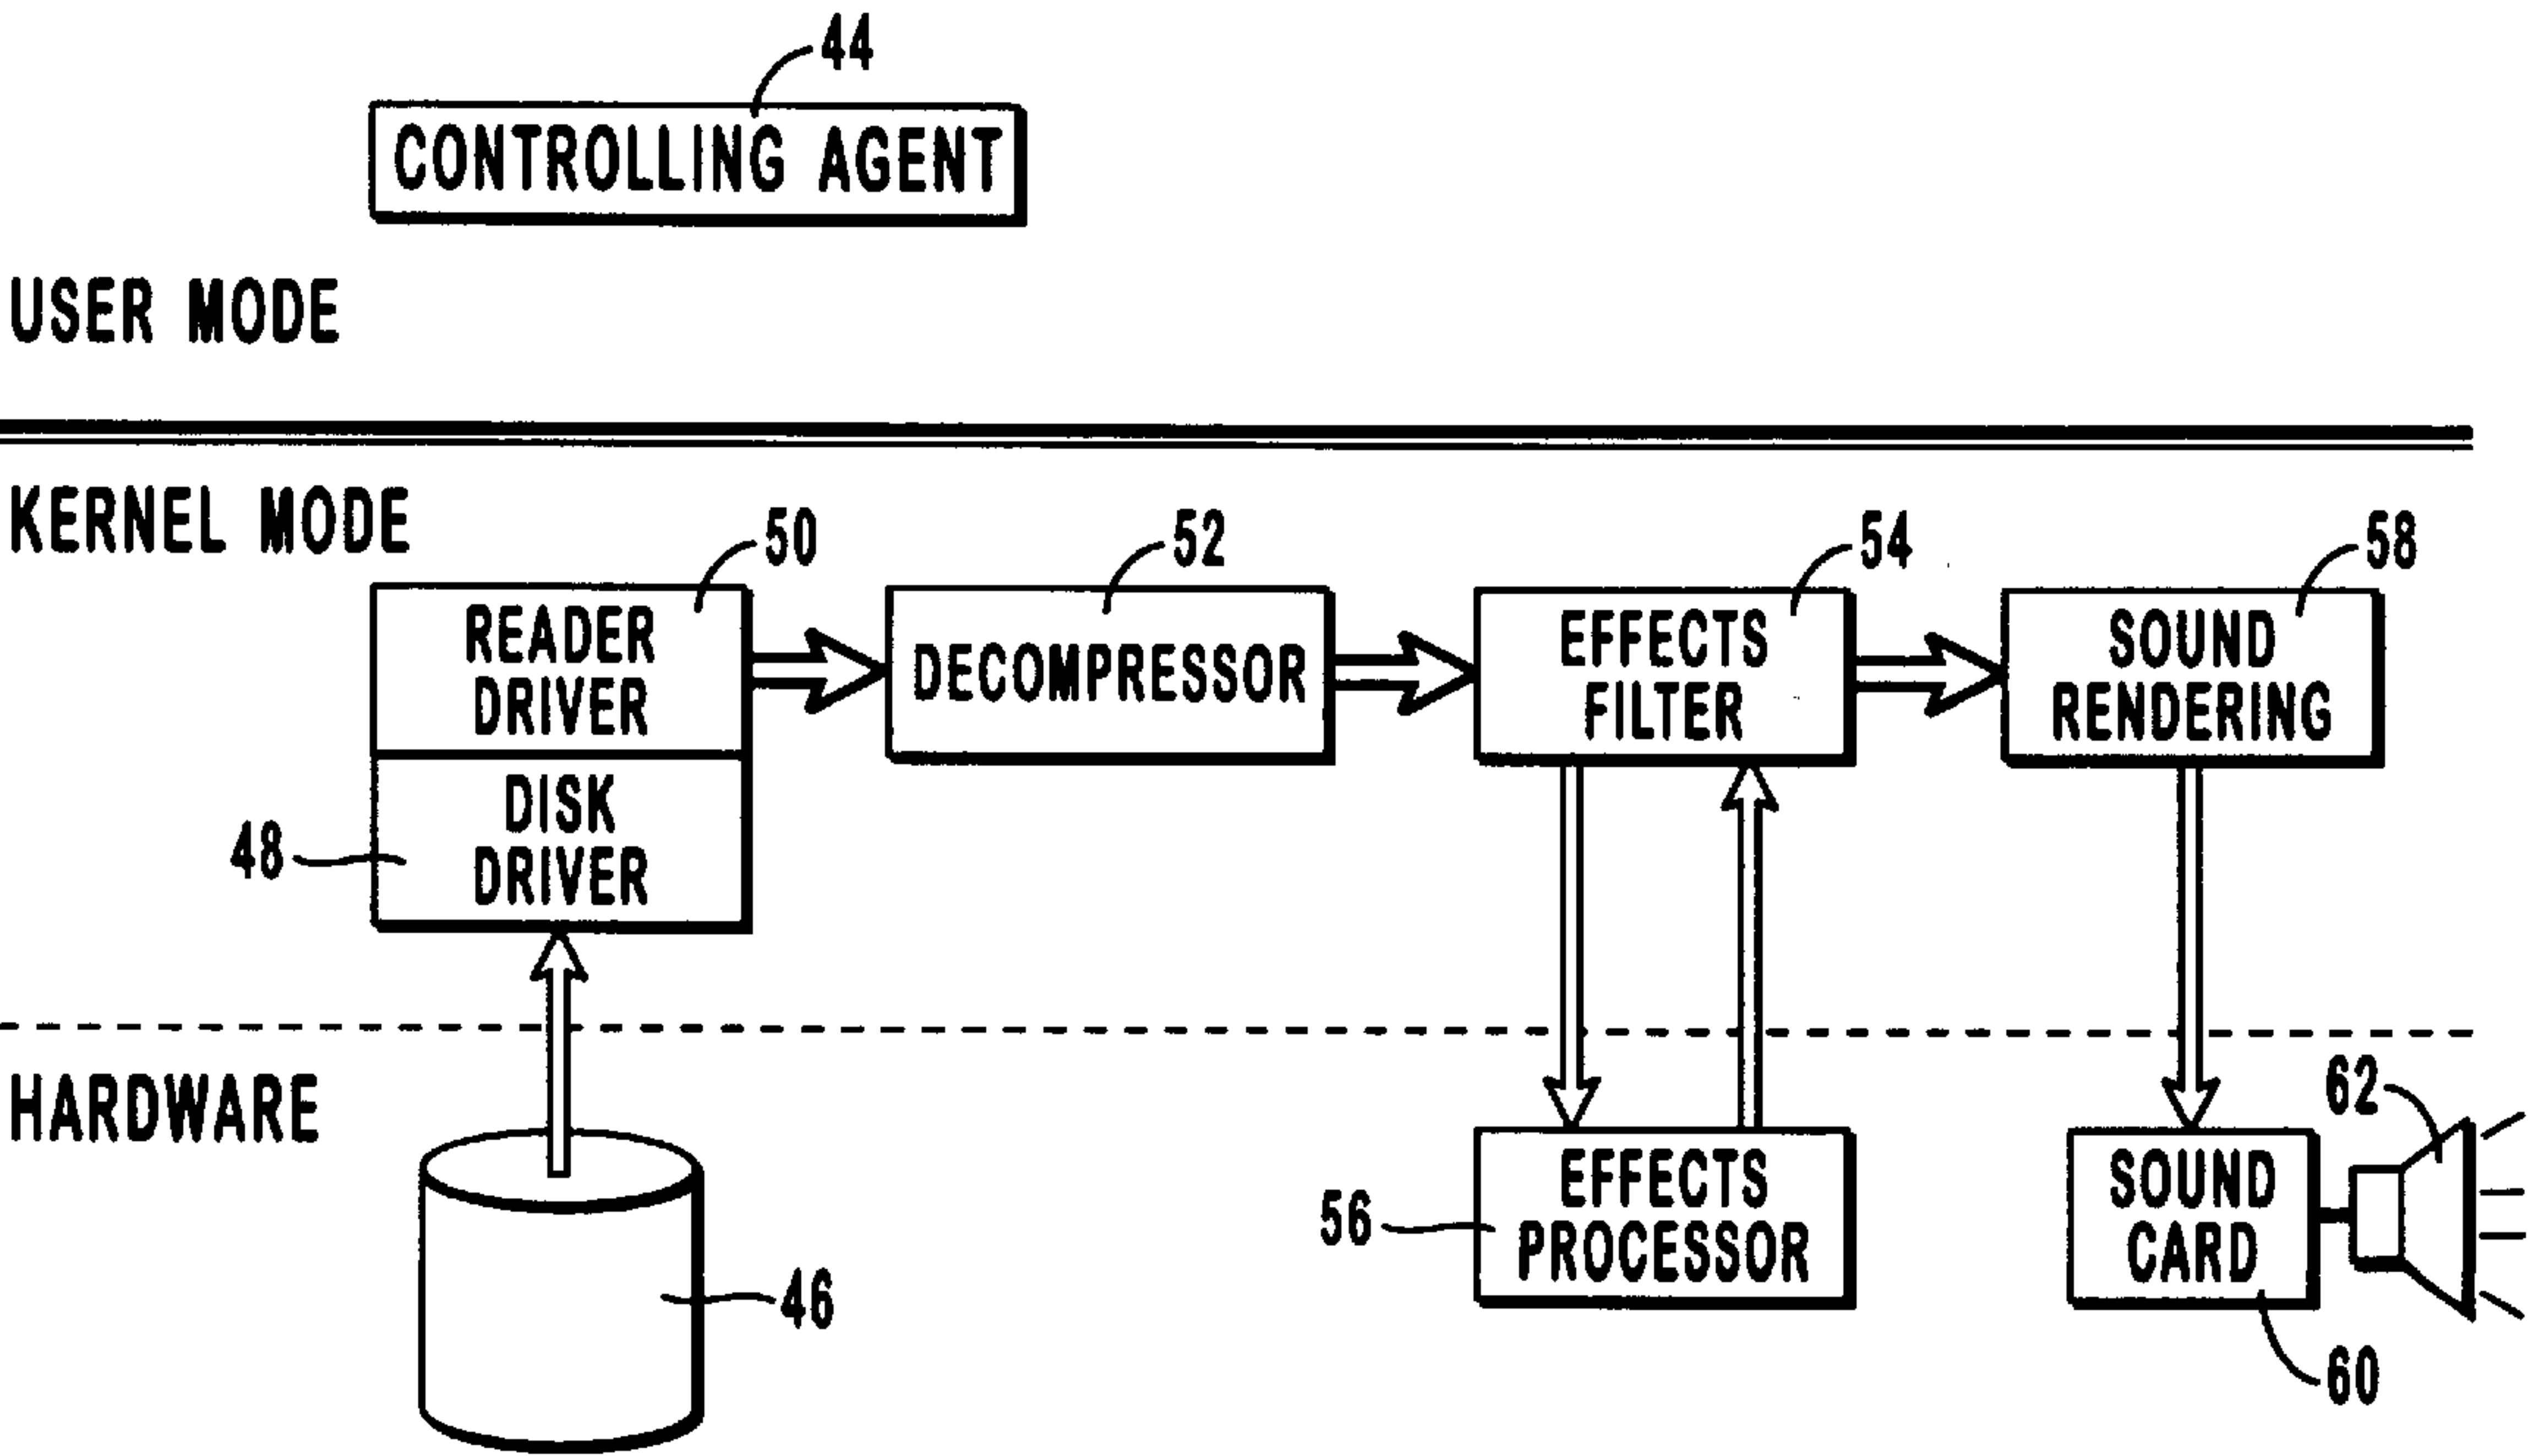 44
CONTROLLING AGENT
USER MODE
KERNEL MODE
50
52
54
58
READER
DRIVER
DECOMPRESSOR
EFFECTS
FILTER
SOUND
RENDERING
DISK
DRIVER
48
HARDWARE
62
EFFECTS
PROCESSOR
56
SOUND
CARD
46
60